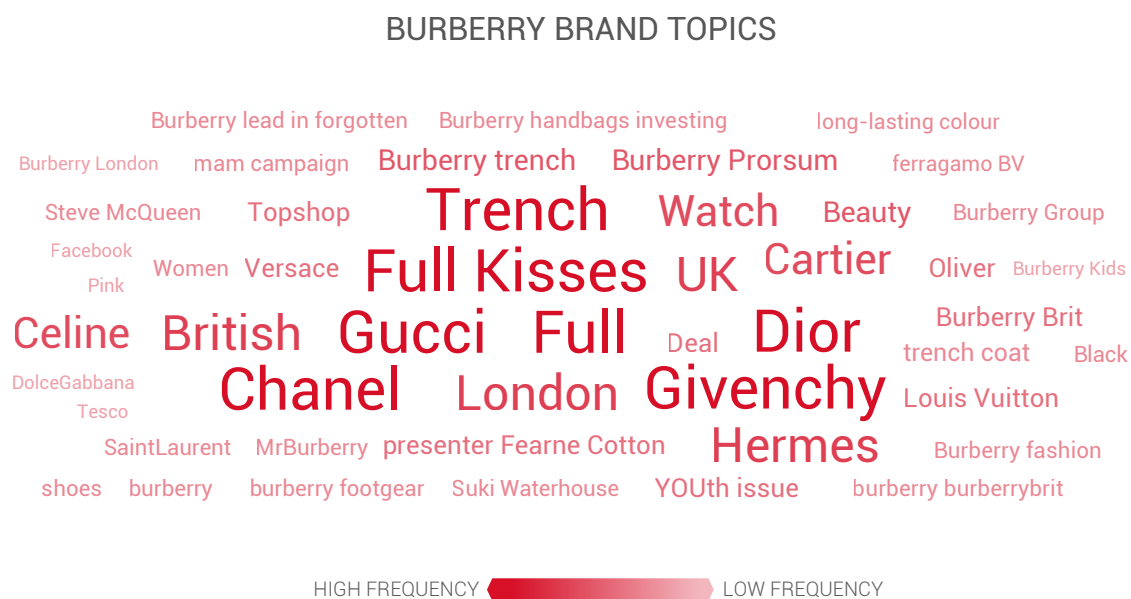 BURBERRY BRAND TOPICS
Burberry lead in forgotten Burberry handbags investing long-lasting colour
Burberry London mam campaign Burberry trench Burberry Prorsum ferragamo BV
Steve McQueen Topshop Trench Watch Beauty Burberry Group
Facebook
Women Versace Full Kisses UK Cartier Oliver Burberry Kids
Pink
Celine British Gucci Full Deal Dior Burberry Brit
trench coat Black
DolceGabbana Chanel London Givenchy Louis Vuitton
Tesco
SaintLaurent MrBurberry presenter Fearne Cotton Hermes Burberry fashion
shoes burberry burberry footgear Suki Waterhouse YOUth issue burberry burberrybrit
HIGH FREQUENCY LOW FREQUENCY